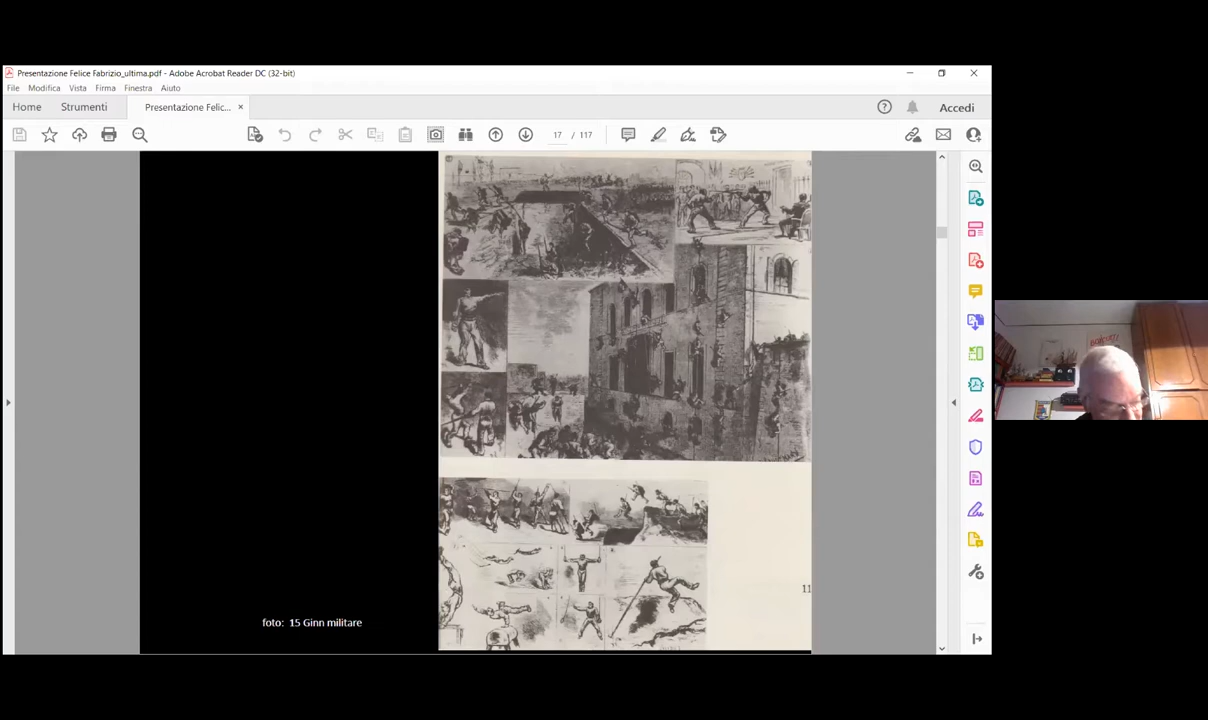 Presentazione Felice Fabrizio_ultima.pdf - Adobe Acrobat Reader DC (32-bit)
File Modifica Vista Firma Finestra Aiuto
Home Strumenti Presentazione Felic... × Accedi
17 / 117
11
foto: 15 Ginn militare